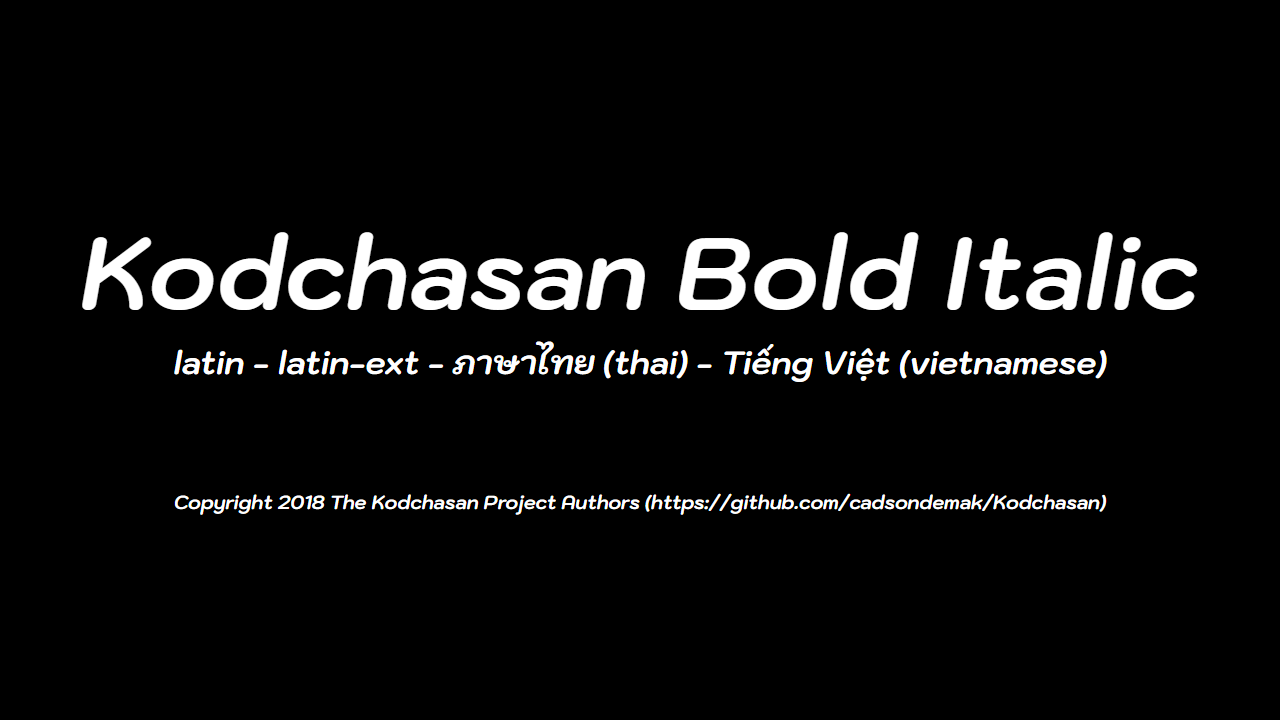 Kodchasan Bold Italic
latin - latin-ext - ภาษาไทย (thai) - Tiếng Việt (vietnamese)
Copyright 2018 The Kodchasan Project Authors (https://github.com/cadsondemak/Kodchasan)